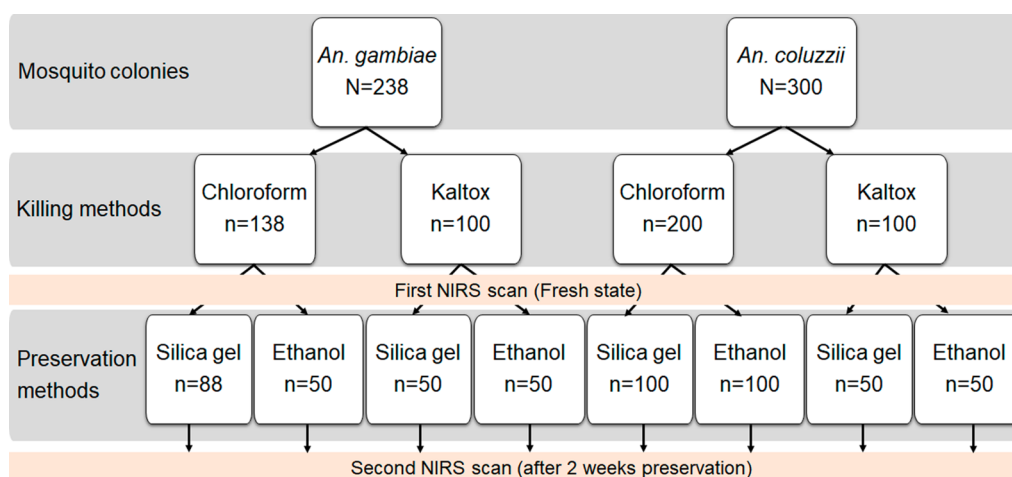 Mosquito colonies
An. gambiae
N=238
An. coluzzii
N=300
Killing methods
Chloroform
n=138
Kaltox
n=100
Chloroform
n=200
Kaltox
n=100
First NIRS scan (Fresh state)
Preservation
methods
Silica gel
n=88
Ethanol
n=50
Silica gel
n=50
Ethanol
n=50
Silica gel
n=100
Ethanol
n=100
Silica gel
n=50
Ethanol
n=50
Second NIRS scan (after 2 weeks preservation)